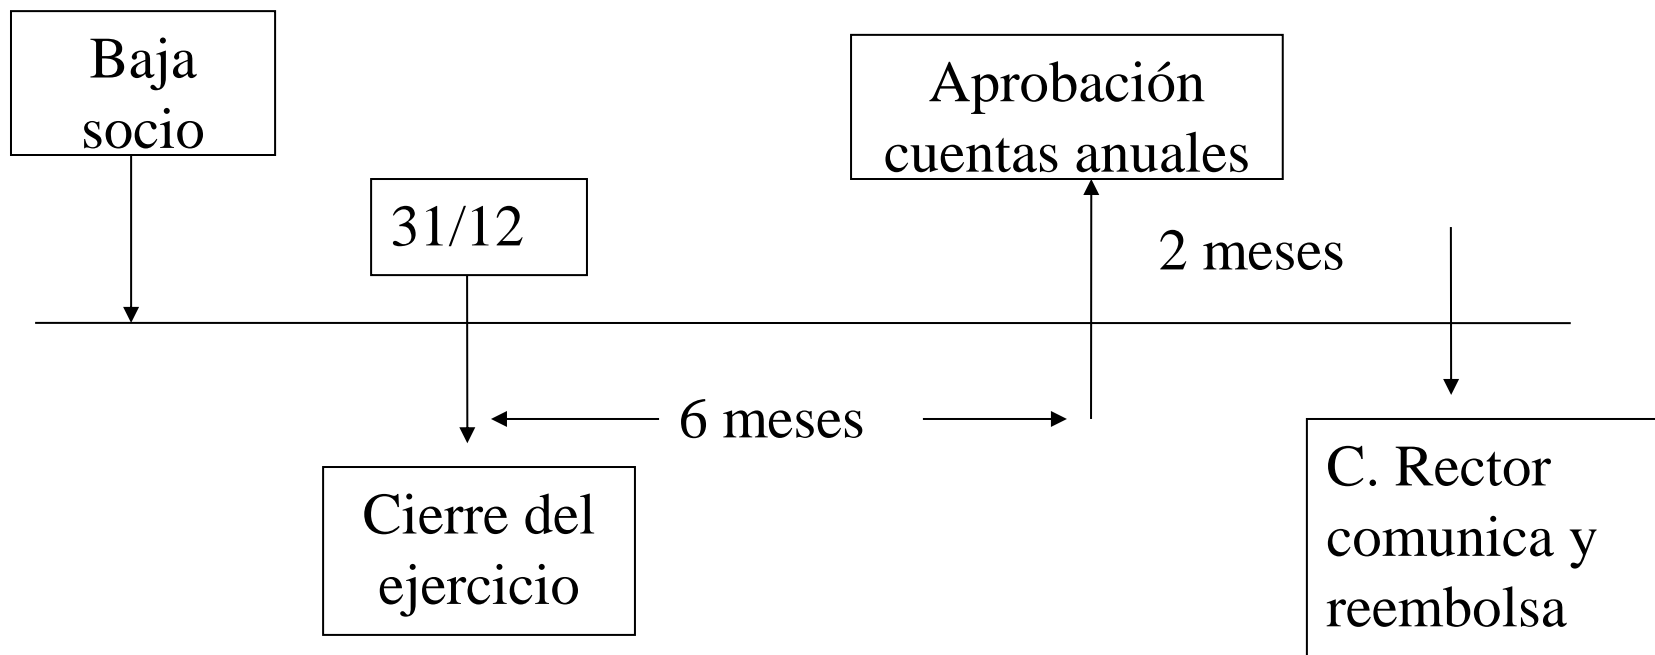 Baja
socio
31/12
Aprobación
cuentas anuales
2 meses
6 meses
Cierre del
ejercicio
C. Rector
comunica y
reembolsa